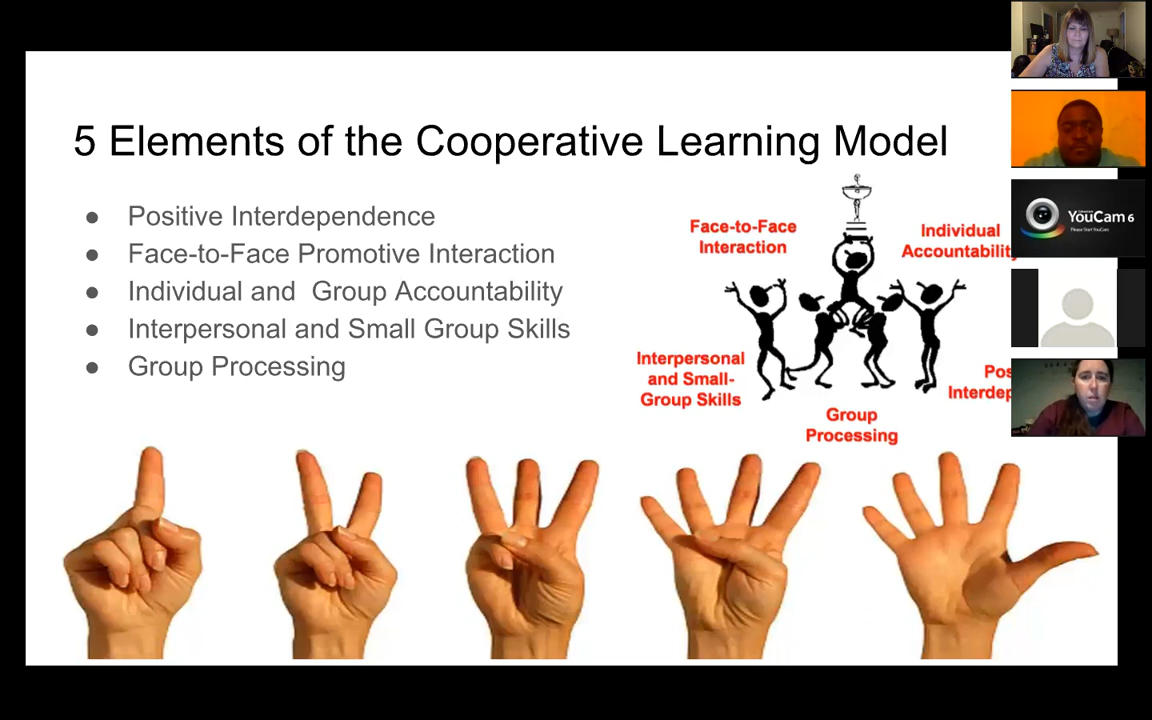 5 Elements of the Cooperative Learning Model
● Positive Interdependence
● Face-to-Face Promotive Interaction
● Individual and  Group Accountability
● Interpersonal and Small Group Skills
● Group Processing
Face-to-Face
Interaction
Individual
Accountability
Interpersonal
and Small-
Group Skills
Group
Processing
Pos
Interdep
YouCam 6
Please Start YouCam